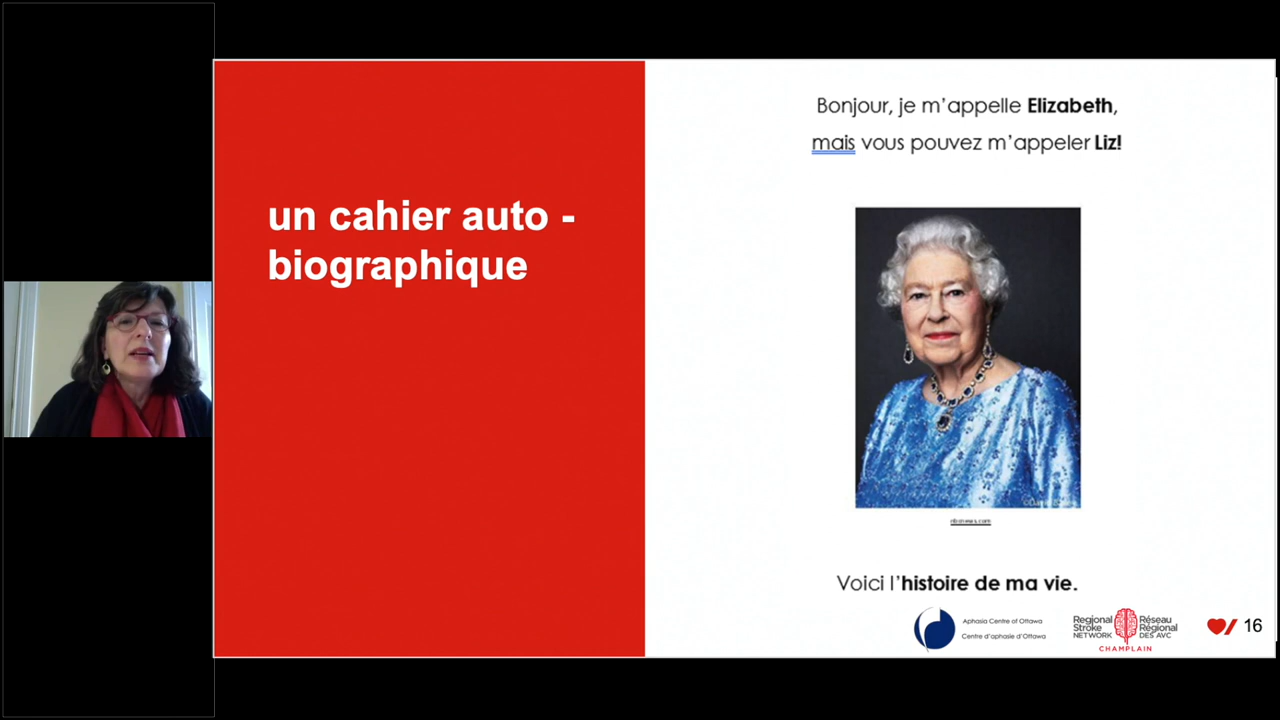 un cahier auto -
biographique
Bonjour, je m'appelle Elizabeth,
mais vous pouvez m'appeler Liz!
Voici l'histoire de ma vie.
Aphasia Centre of Ottawa
Centre d'aphasie d'Ottawa
Regional
Stroke
NETWORK
Réseau
Régional
DES AVC
CHAMPLAIN
16